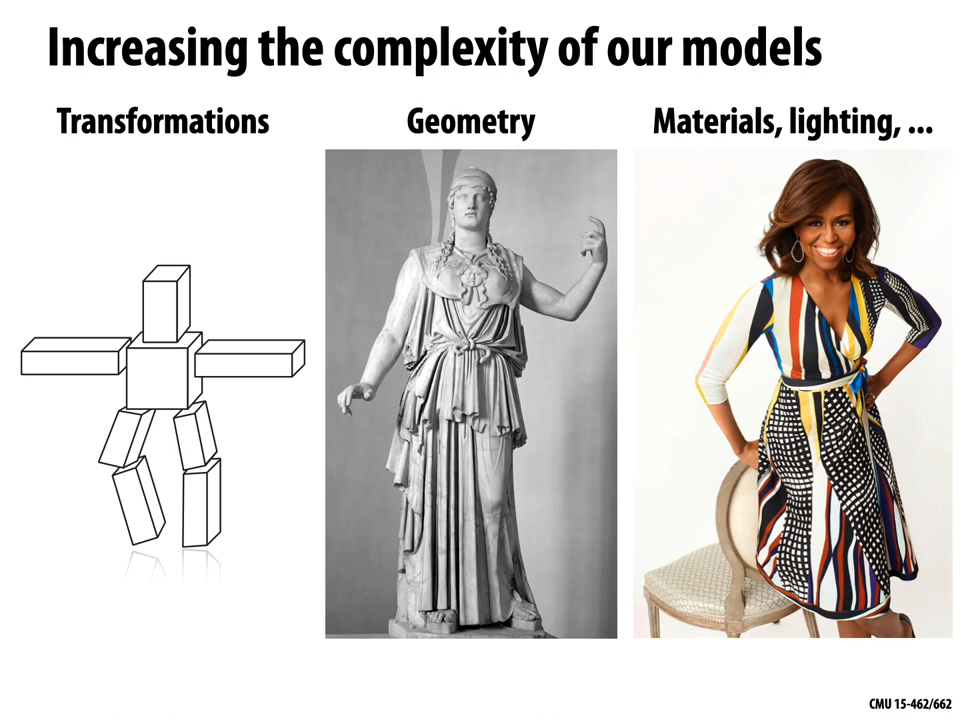 Increasing the complexity of our models
Transformations
Geometry
Materials, lighting, ...
CMU 15-462/662